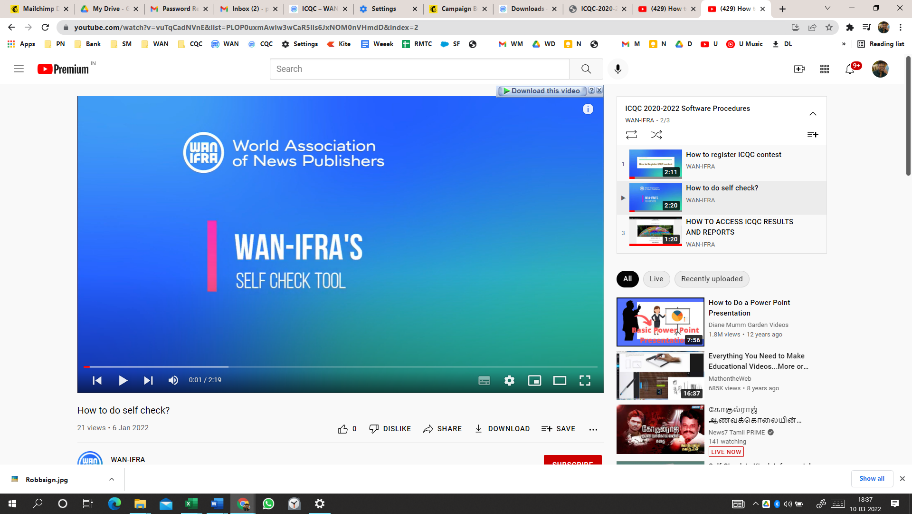 Mailchimp I
My Drive - G
Password R
Inbox (2) -
ICQC – WAN
Settings
Campaign B
Downloads
ICQC-2020-
(429) How t
(429) How t
youtube.com/watch?v=vuTqCadNVnE&list=PLOP0uxmAwIw3wCaRSIis6JxNOM0nVHmdD&index=2
Apps
PN
Bank
SM
WAN
CQC
WAN
CQC
Settings
Kite
Weeek
RMTC
SF
WM
WD
N
M
D
U
U Music
DL
»
Reading list
Premium
IN
Search
9+
Download this video
?
World Association
of News Publishers
WAN
IFRA
WAN-IFRA'S
SELF CHECK TOOL
0:01 / 2:19
How to do self check?
21 views • 6 Jan 2022
0
DISLIKE
SHARE
DOWNLOAD
SAVE
WAN-IFRA
SUBSCRIBE
ICQC 2020-2022 Software Procedures
WAN-IFRA - 2/3
1
2:11
How to register ICQC contest
WAN-IFRA
2:20
How to do self check?
WAN-IFRA
3
1:20
HOW TO ACCESS ICQC RESULTS
AND REPORTS
WAN-IFRA
All
Live
Recently uploaded
Basic Power Point
Presentation
7:56
How to Do a Power Point
Presentation
Diane Mumm Garden Videos
1.8M views • 12 years ago
16:37
Everything You Need to Make
Educational Videos...More or...
MathontheWeb
685K views • 8 years ago
கோகுல்ராஜ்
ஆணவக்கொலையின்...
News7 Tamil PRIME
141 watching
LIVE NOW
Robbsign.jpg
Show all
18:37
10-03-2022